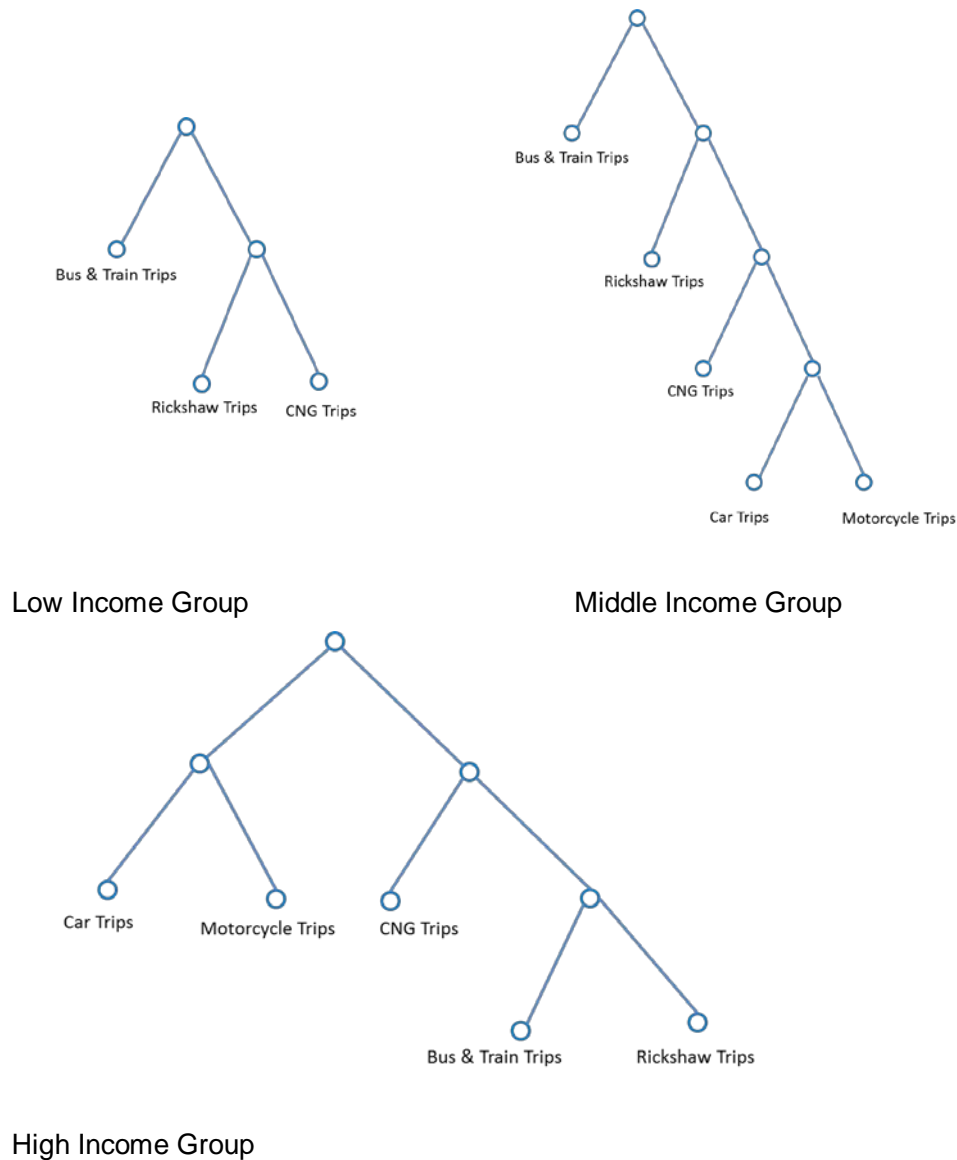 Bus & Train Trips
Rickshaw Trips
CNG Trips
Bus & Train Trips
Rickshaw Trips
CNG Trips
Car Trips
Motorcycle Trips
Low Income Group
Middle Income Group
Car Trips
Motorcycle Trips
CNG Trips
Bus & Train Trips
Rickshaw Trips
High Income Group